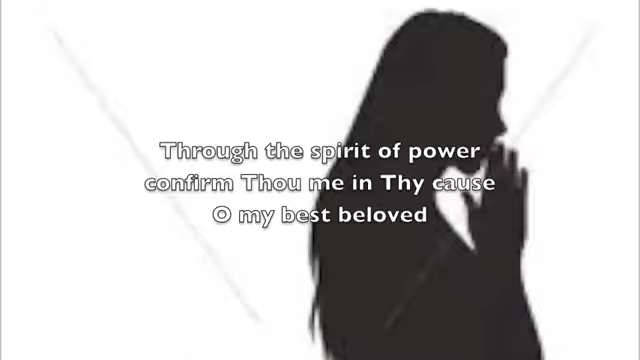 Through the spirit of power
confirm Thou me in Thy cause
O my best beloved